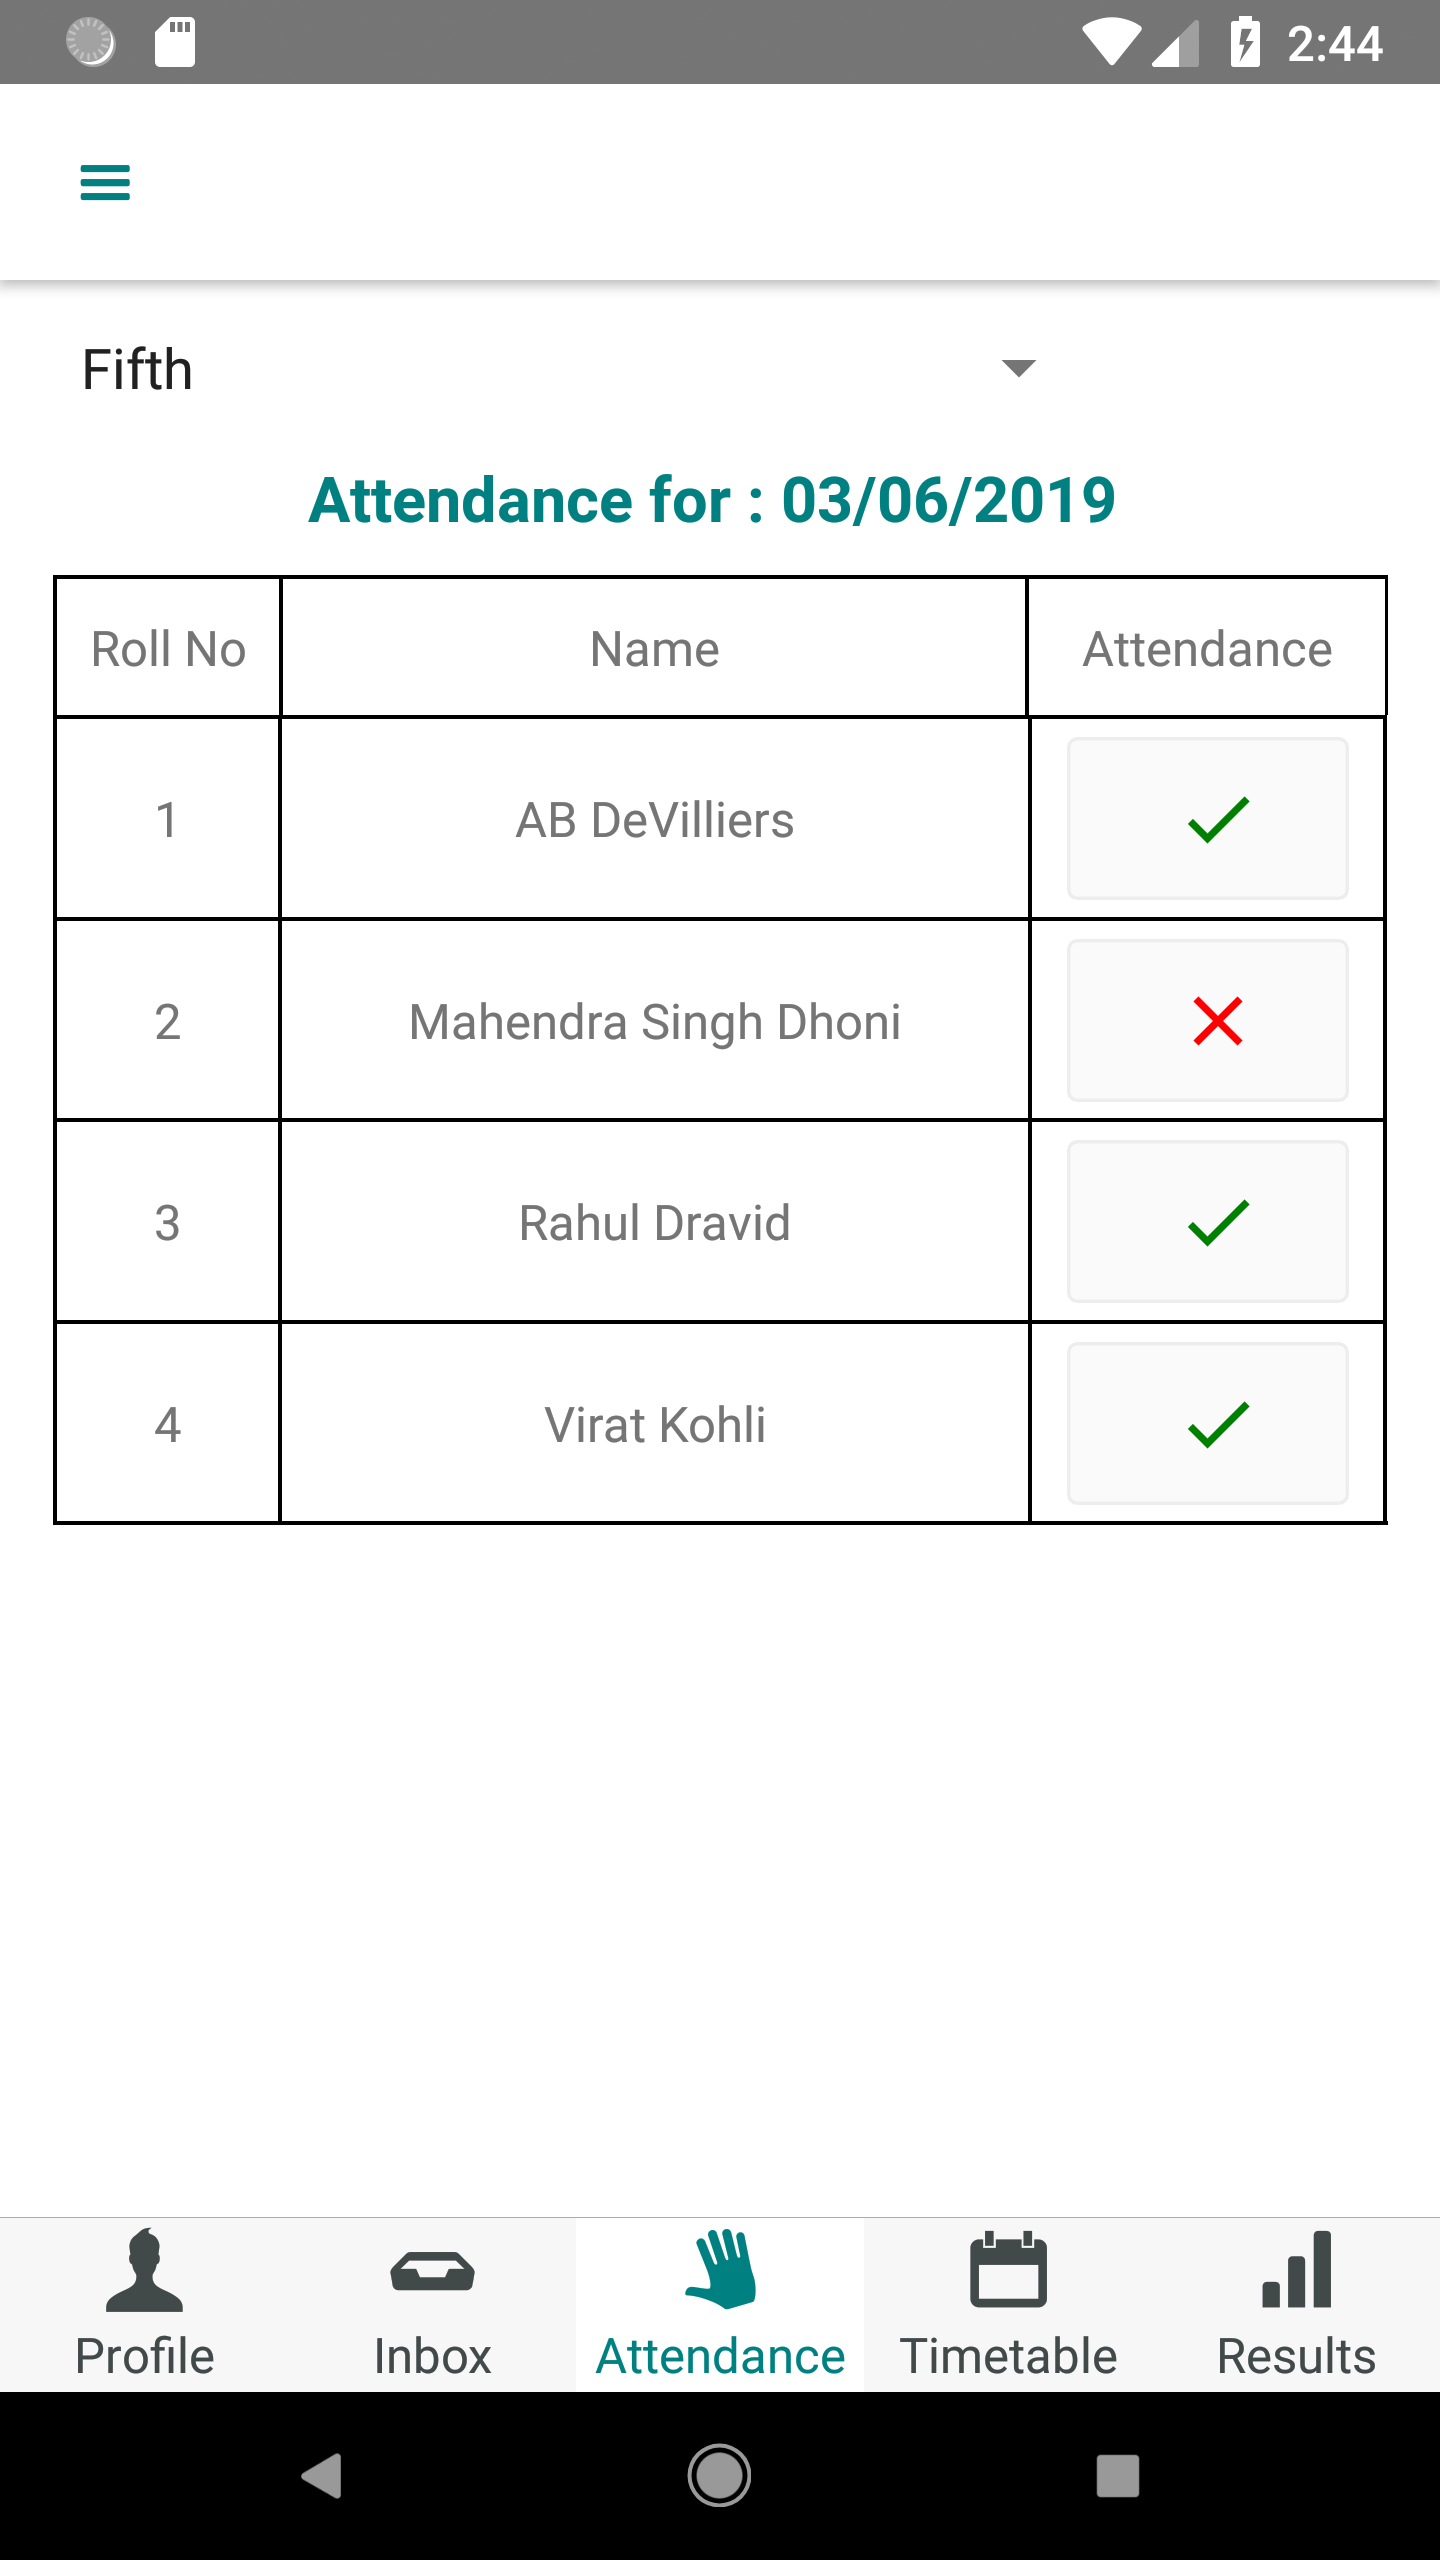 2:44
Fifth
Attendance for : 03/06/2019
Roll No Name Attendance
1 AB DeVilliers
2 Mahendra Singh Dhoni
3 Rahul Dravid
4 Virat Kohli
Profile Inbox Attendance Timetable Results